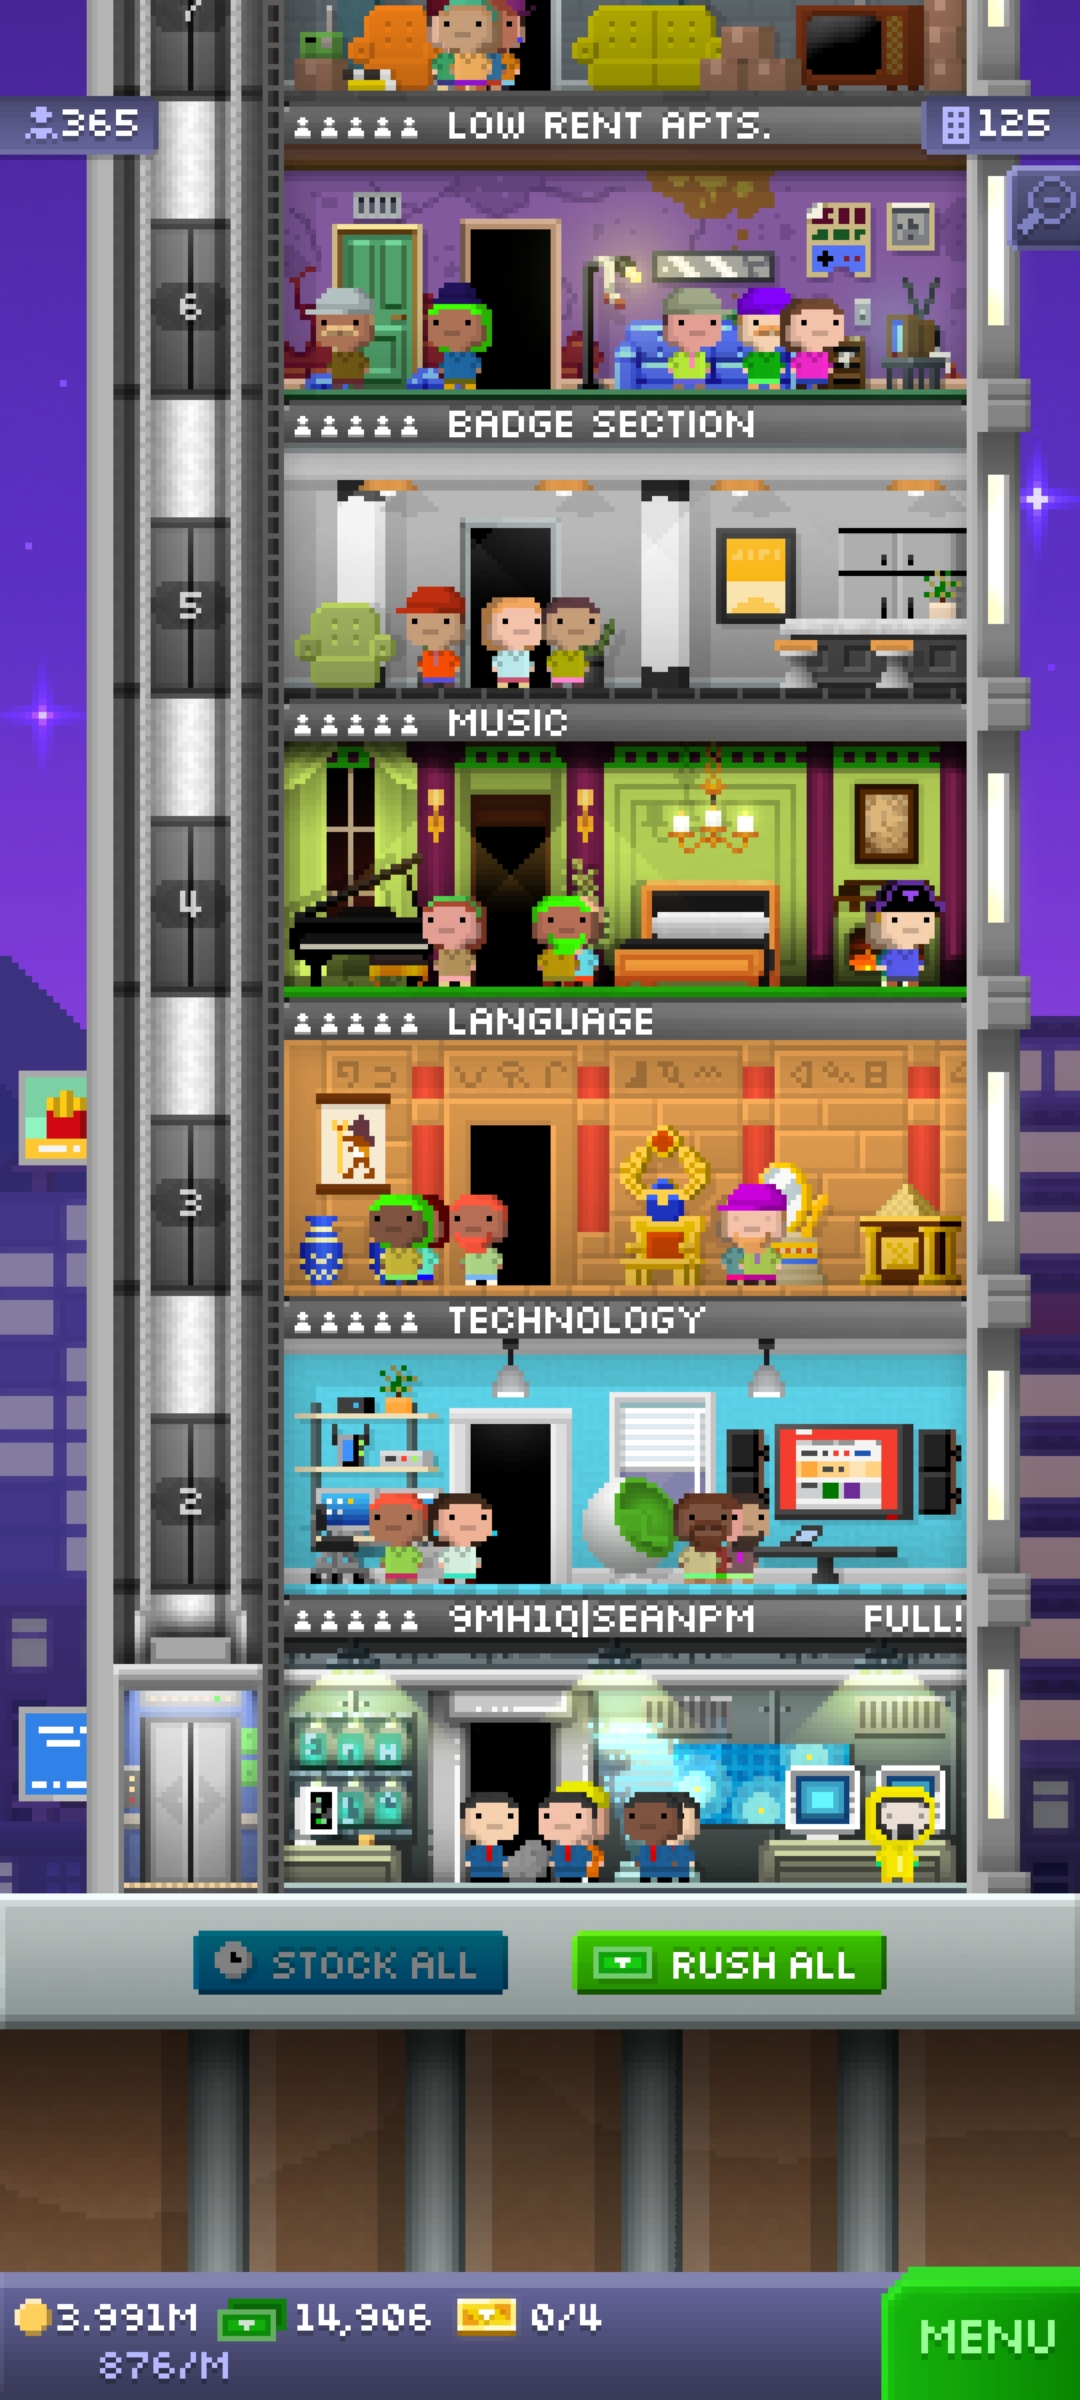 7
365
LOW RENT APTS.
125
6
BADGE SECTION
5
MUSIC
4
LANGUAGE
3
TECHNOLOGY
2
9MH1Q|SEANPM FULL!
STOCK ALL
RUSH ALL
3.991M 14,906 0/4
876/M
MENU